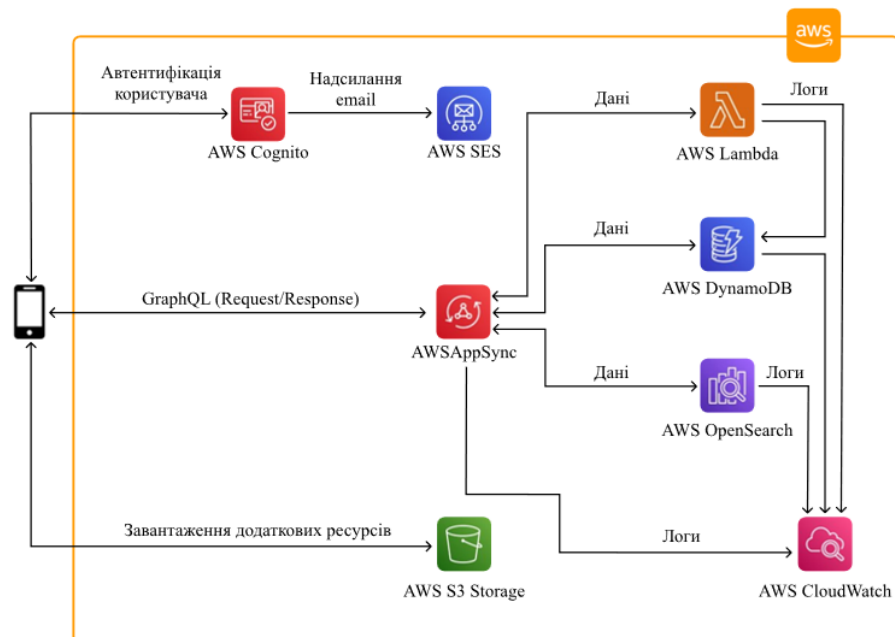 aws
Автентифікація
користувача
Надсилання
email
Дані
Логи
AWS Cognito
AWS SES
AWS Lambda
Дані
AWS DynamoDB
GraphQL (Request/Response)
AWSAppSync
Дані
Логи
AWS OpenSearch
Завантаження додаткових ресурсів
Логи
AWS S3 Storage
AWS CloudWatch